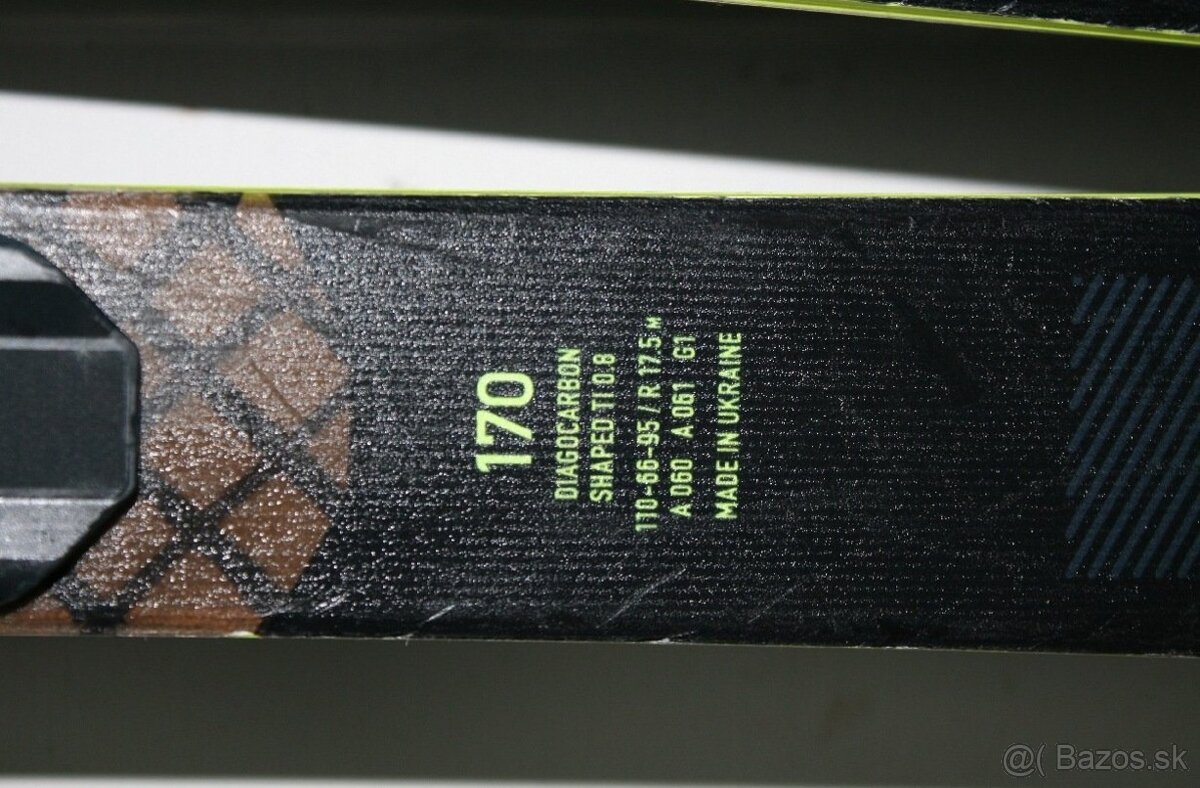 170
DIAGOCARBON
SHAPED TI 0.8
110-66-95 / R 17.5 M
A 060 A 061 G1
MADE IN UKRAINE
@( Bazos.sk